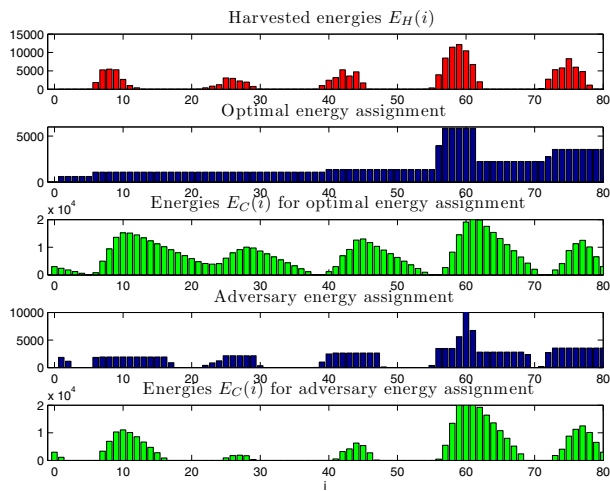 Harvested energies E_H(i)
15000
10000
5000
0
0 10 20 30 40 50 60 70 80
Optimal energy assignment
5000
0
0 10 20 30 40 50 60 70 80
Energies E_C(i) for optimal energy assignment
x 10^4
2
1
0
0 10 20 30 40 50 60 70 80
Adversary energy assignment
10000
5000
0
0 10 20 30 40 50 60 70 80
Energies E_C(i) for adversary energy assignment
x 10^4
2
1
0
0 10 20 30 40 50 60 70 80
i